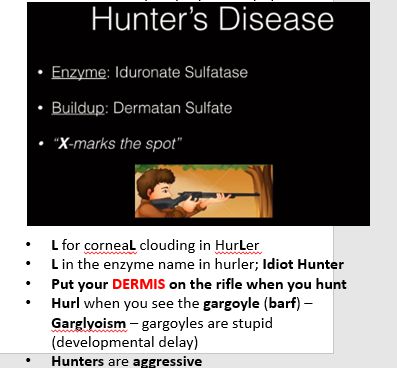 Hunter's Disease
• Enzyme: Iduronate Sulfatase
• Buildup: Dermatan Sulfate
• "X-marks the spot"
• L for corneaL clouding in HurLer
• L in the enzyme name in hurler; Idiot Hunter
• Put your DERMIS on the rifle when you hunt
• Hurl when you see the gargoyle (barf) –
Garglyoism – gargoyles are stupid
(developmental delay)
• Hunters are aggressive